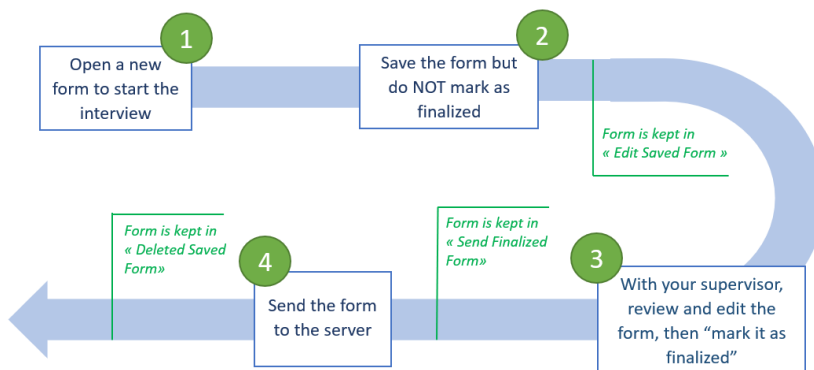 1
Open a new
form to start the
interview
2
Save the form but
do NOT mark as
finalized
Form is kept in
« Edit Saved Form »
3
With your supervisor,
review and edit the
form, then “mark it as
finalized”
Form is kept in
« Send Finalized
Form»
4
Send the form
to the server
Form is kept in
« Deleted Saved
Form»